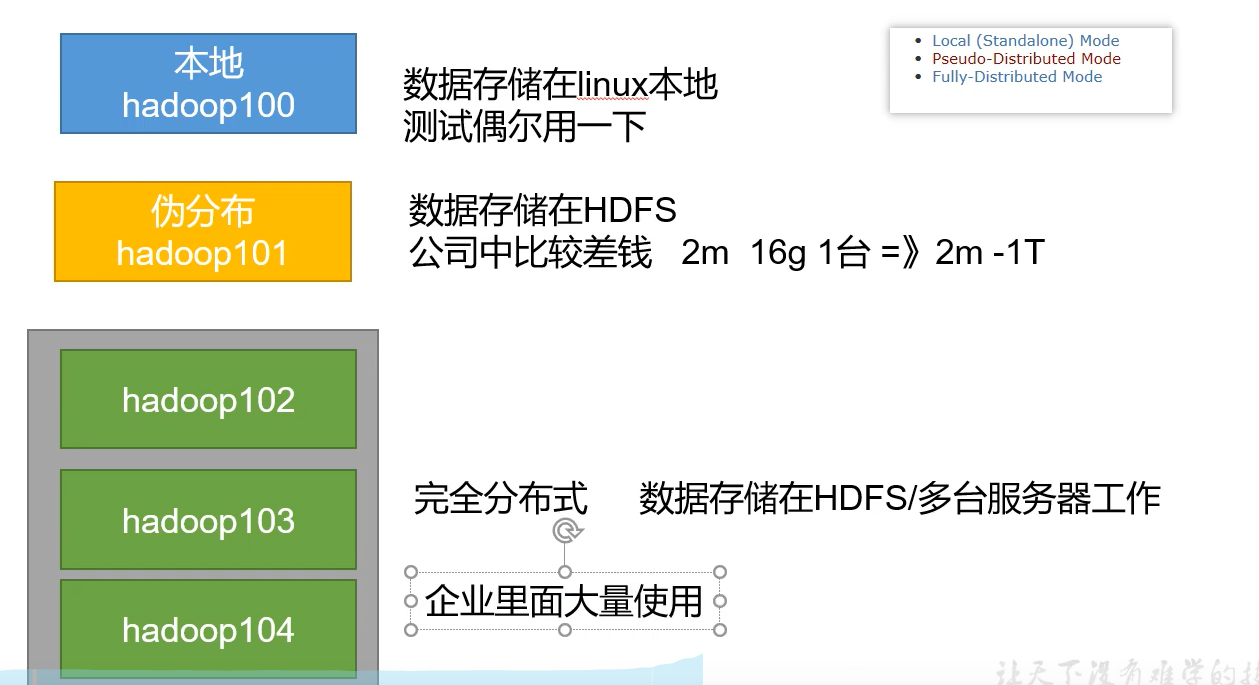 本地
hadoop100
数据存储在linux本地
测试偶尔用一下
Local (Standalone) Mode
Pseudo-Distributed Mode
Fully-Distributed Mode
伪分布
hadoop101
数据存储在HDFS
公司中比较差钱 2m 16g 1台 =》2m -1T
hadoop102
hadoop103
完全分布式 数据存储在HDFS/多台服务器工作
企业里面大量使用
hadoop104
让天下没有难学的技